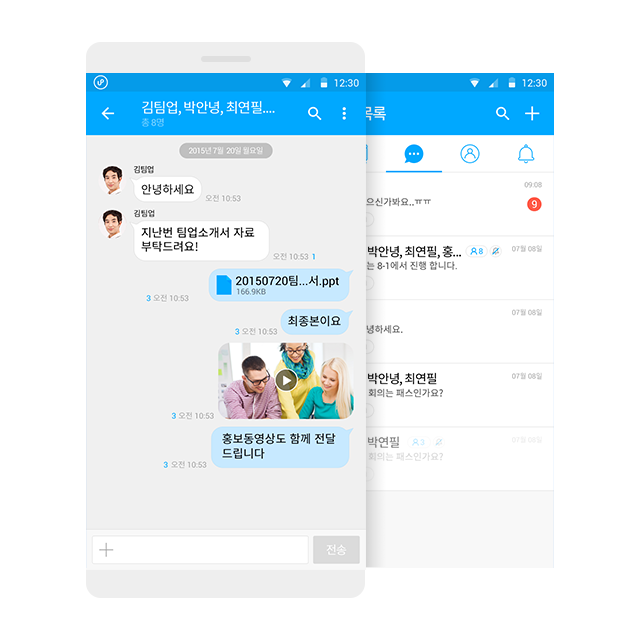 12:30
김팀업, 박안녕, 최연필....
총 8명
2015년 7월 20일 월요일
김팀업
안녕하세요
오전 10:53
김팀업
지난번 팀업소개서 자료
부탁드려요!
오전 10:53 1
20150720팀...서.ppt
166.9KB
3 오전 10:53
최종본이요
3 오전 10:53
3 오전 10:53
홍보동영상도 함께 전달
드립니다
3 오전 10:53
전송
12:30
목록
09:08
으신가봐요..ㅠㅠ
9
박안녕, 최연필, 홍...
8
07월 08일
는 8-1에서 진행 합니다.
07월 08일
녕하세요.
박안녕, 최연필
07월 08일
회의는 패스인가요?
박연필
3
07월 08일
회의는 패스인가요?